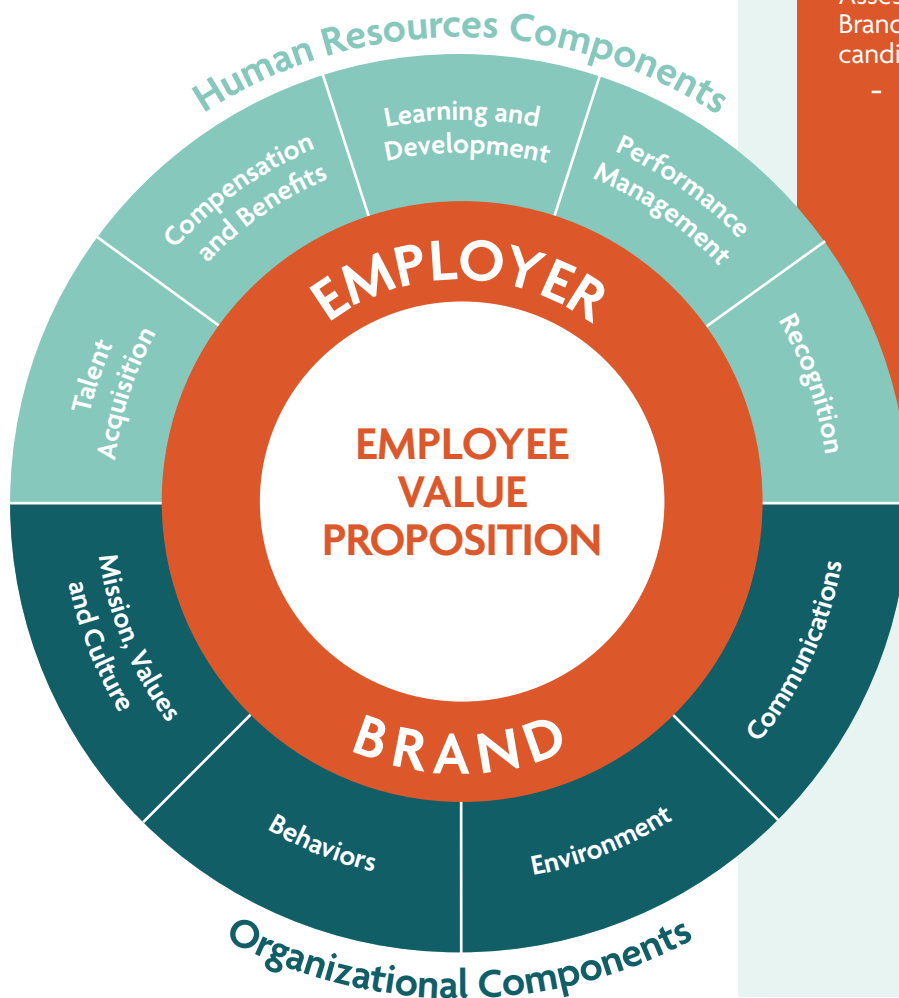 Human Resources Components
Learning and
Development
Compensation
and Benefits
Performance
Management
Talent
Acquisition
Recognition
EMPLOYER
EMPLOYEE
VALUE
PROPOSITION
BRAND
Mission, Values
and Culture
Behaviors
Environment
Communications
Organizational Components
-